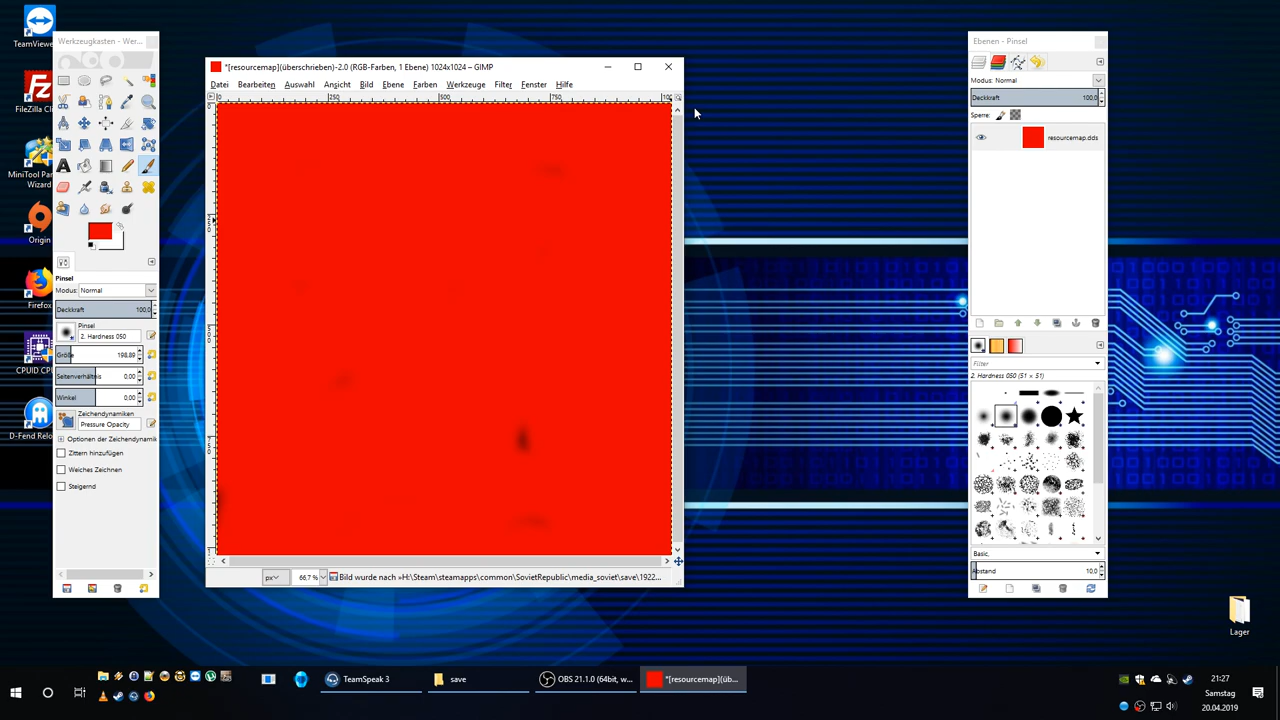 TeamViewer
FileZilla Cli...
MiniTool Par...
Wizard
Origin
Firefox
CPUID CPU...
D-Fend Relo...
Werkzeugkasten - Wer...
Pinsel
Modus: Normal
Deckkraft 100,0
Pinsel
2. Hardness 050
Größe 198,89
Seitenverhältnis 0,00
Winkel 0,00
Zeichendynamiken
Pressure Opacity
Optionen der Zeichendynamik
Zittern hinzufügen
Weiches Zeichnen
Steigernd
*[resourcemap](überschrieben)-2.0 (RGB-Farben, 1 Ebene) 1024x1024 – GIMP
Datei Bearbeiten Auswahl Ansicht Bild Ebene Farben Werkzeuge Filter Fenster Hilfe
0 250 500 750 100
px 66,7 % Bild wurde nach »H:\Steam\steamapps\common\SovietRepublic\media_soviet\save\1922...
Ebenen - Pinsel
Modus: Normal
Deckkraft 100,0
Sperre:
resourcemap.dds
Filter
2. Hardness 050 (51 × 51)
Basic,
Abstand 10,0
Lager
TeamSpeak 3
save
OBS 21.1.0 (64bit, w...
*[resourcemap](üb...
21:27
Samstag
20.04.2019